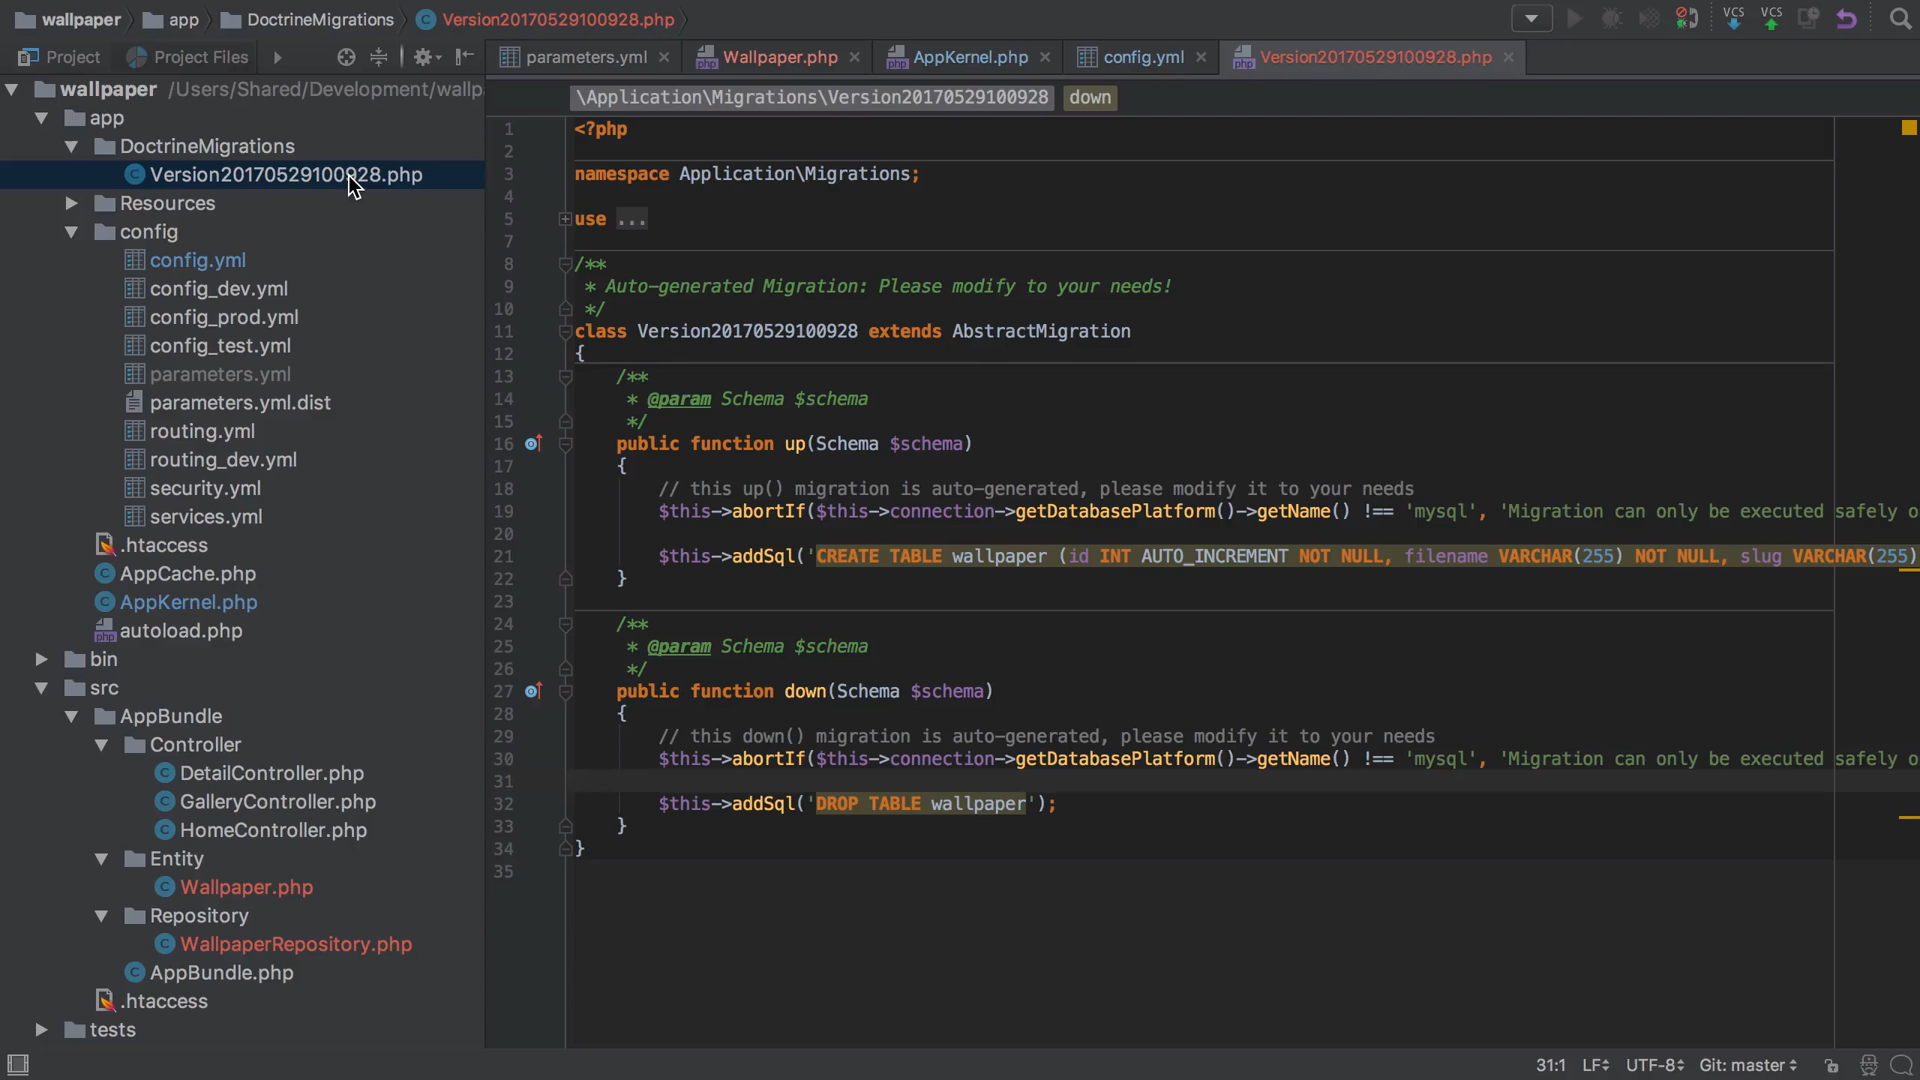 wallpaper app DoctrineMigrations Version20170529100928.php VCS VCS
Project Project Files parameters.yml Wallpaper.php AppKernel.php config.yml Version20170529100928.php
wallpaper /Users/Shared/Development/wallp
app
DoctrineMigrations
Version20170529100928.php
Resources
config
config.yml
config_dev.yml
config_prod.yml
config_test.yml
parameters.yml
parameters.yml.dist
routing.yml
routing_dev.yml
security.yml
services.yml
.htaccess
AppCache.php
AppKernel.php
autoload.php
bin
src
AppBundle
Controller
DetailController.php
GalleryController.php
HomeController.php
Entity
Wallpaper.php
Repository
WallpaperRepository.php
AppBundle.php
.htaccess
tests
\Application\Migrations\Version20170529100928 down
1 <?php
2
3 namespace Application\Migrations;
4
5 use ...
7
8 /**
9 * Auto-generated Migration: Please modify to your needs!
10 */
11 class Version20170529100928 extends AbstractMigration
12 {
13 /**
14 * @param Schema $schema
15 */
16 public function up(Schema $schema)
17 {
18 // this up() migration is auto-generated, please modify it to your needs
19 $this->abortIf($this->connection->getDatabasePlatform()->getName() !== 'mysql', 'Migration can only be executed safely o
20
21 $this->addSql('CREATE TABLE wallpaper (id INT AUTO_INCREMENT NOT NULL, filename VARCHAR(255) NOT NULL, slug VARCHAR(255)
22 }
23
24 /**
25 * @param Schema $schema
26 */
27 public function down(Schema $schema)
28 {
29 // this down() migration is auto-generated, please modify it to your needs
30 $this->abortIf($this->connection->getDatabasePlatform()->getName() !== 'mysql', 'Migration can only be executed safely o
31
32 $this->addSql('DROP TABLE wallpaper');
33 }
34 }
35
31:1 LF UTF-8 Git: master